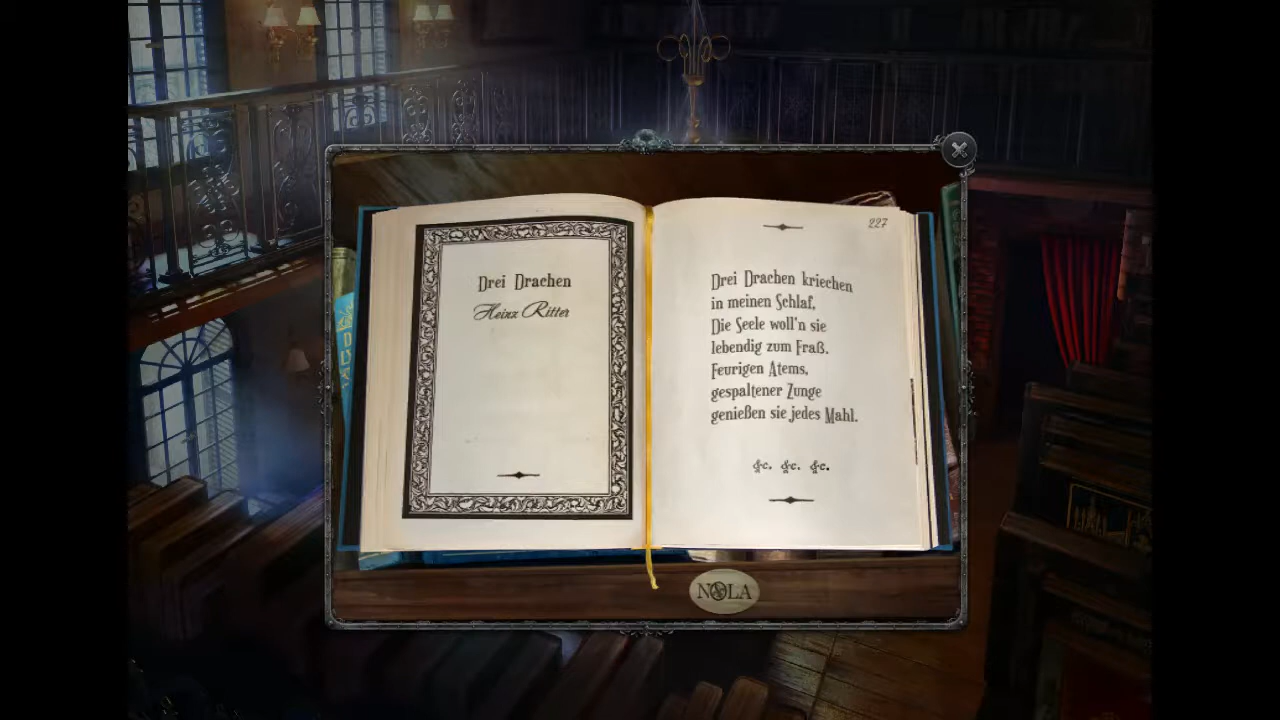 Drei Drachen
Heinz Ritter
227
Drei Drachen kriechen
in meinen Schlaf,
Die Seele woll'n sie
lebendig zum Fraß.
Feurigen Atems,
gespaltener Zunge
genießen sie jedes Mahl.
&c. &c. &c.
NOLA